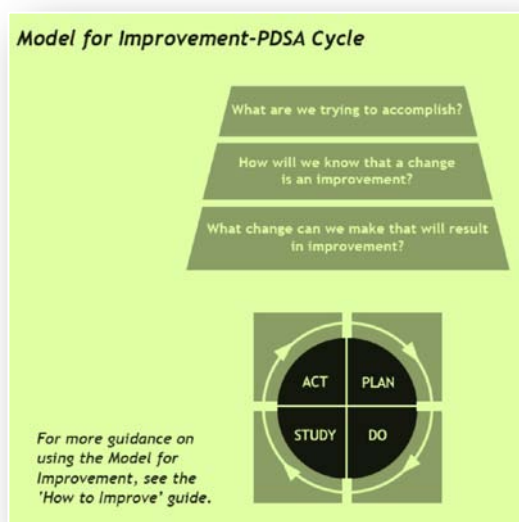 Model for Improvement-PDSA Cycle
What are we trying to accomplish?
How will we know that a change
is an improvement?
What change can we make that will result
in improvement?
ACT
PLAN
STUDY
DO
For more guidance on
using the Model for
Improvement, see the
'How to Improve' guide.